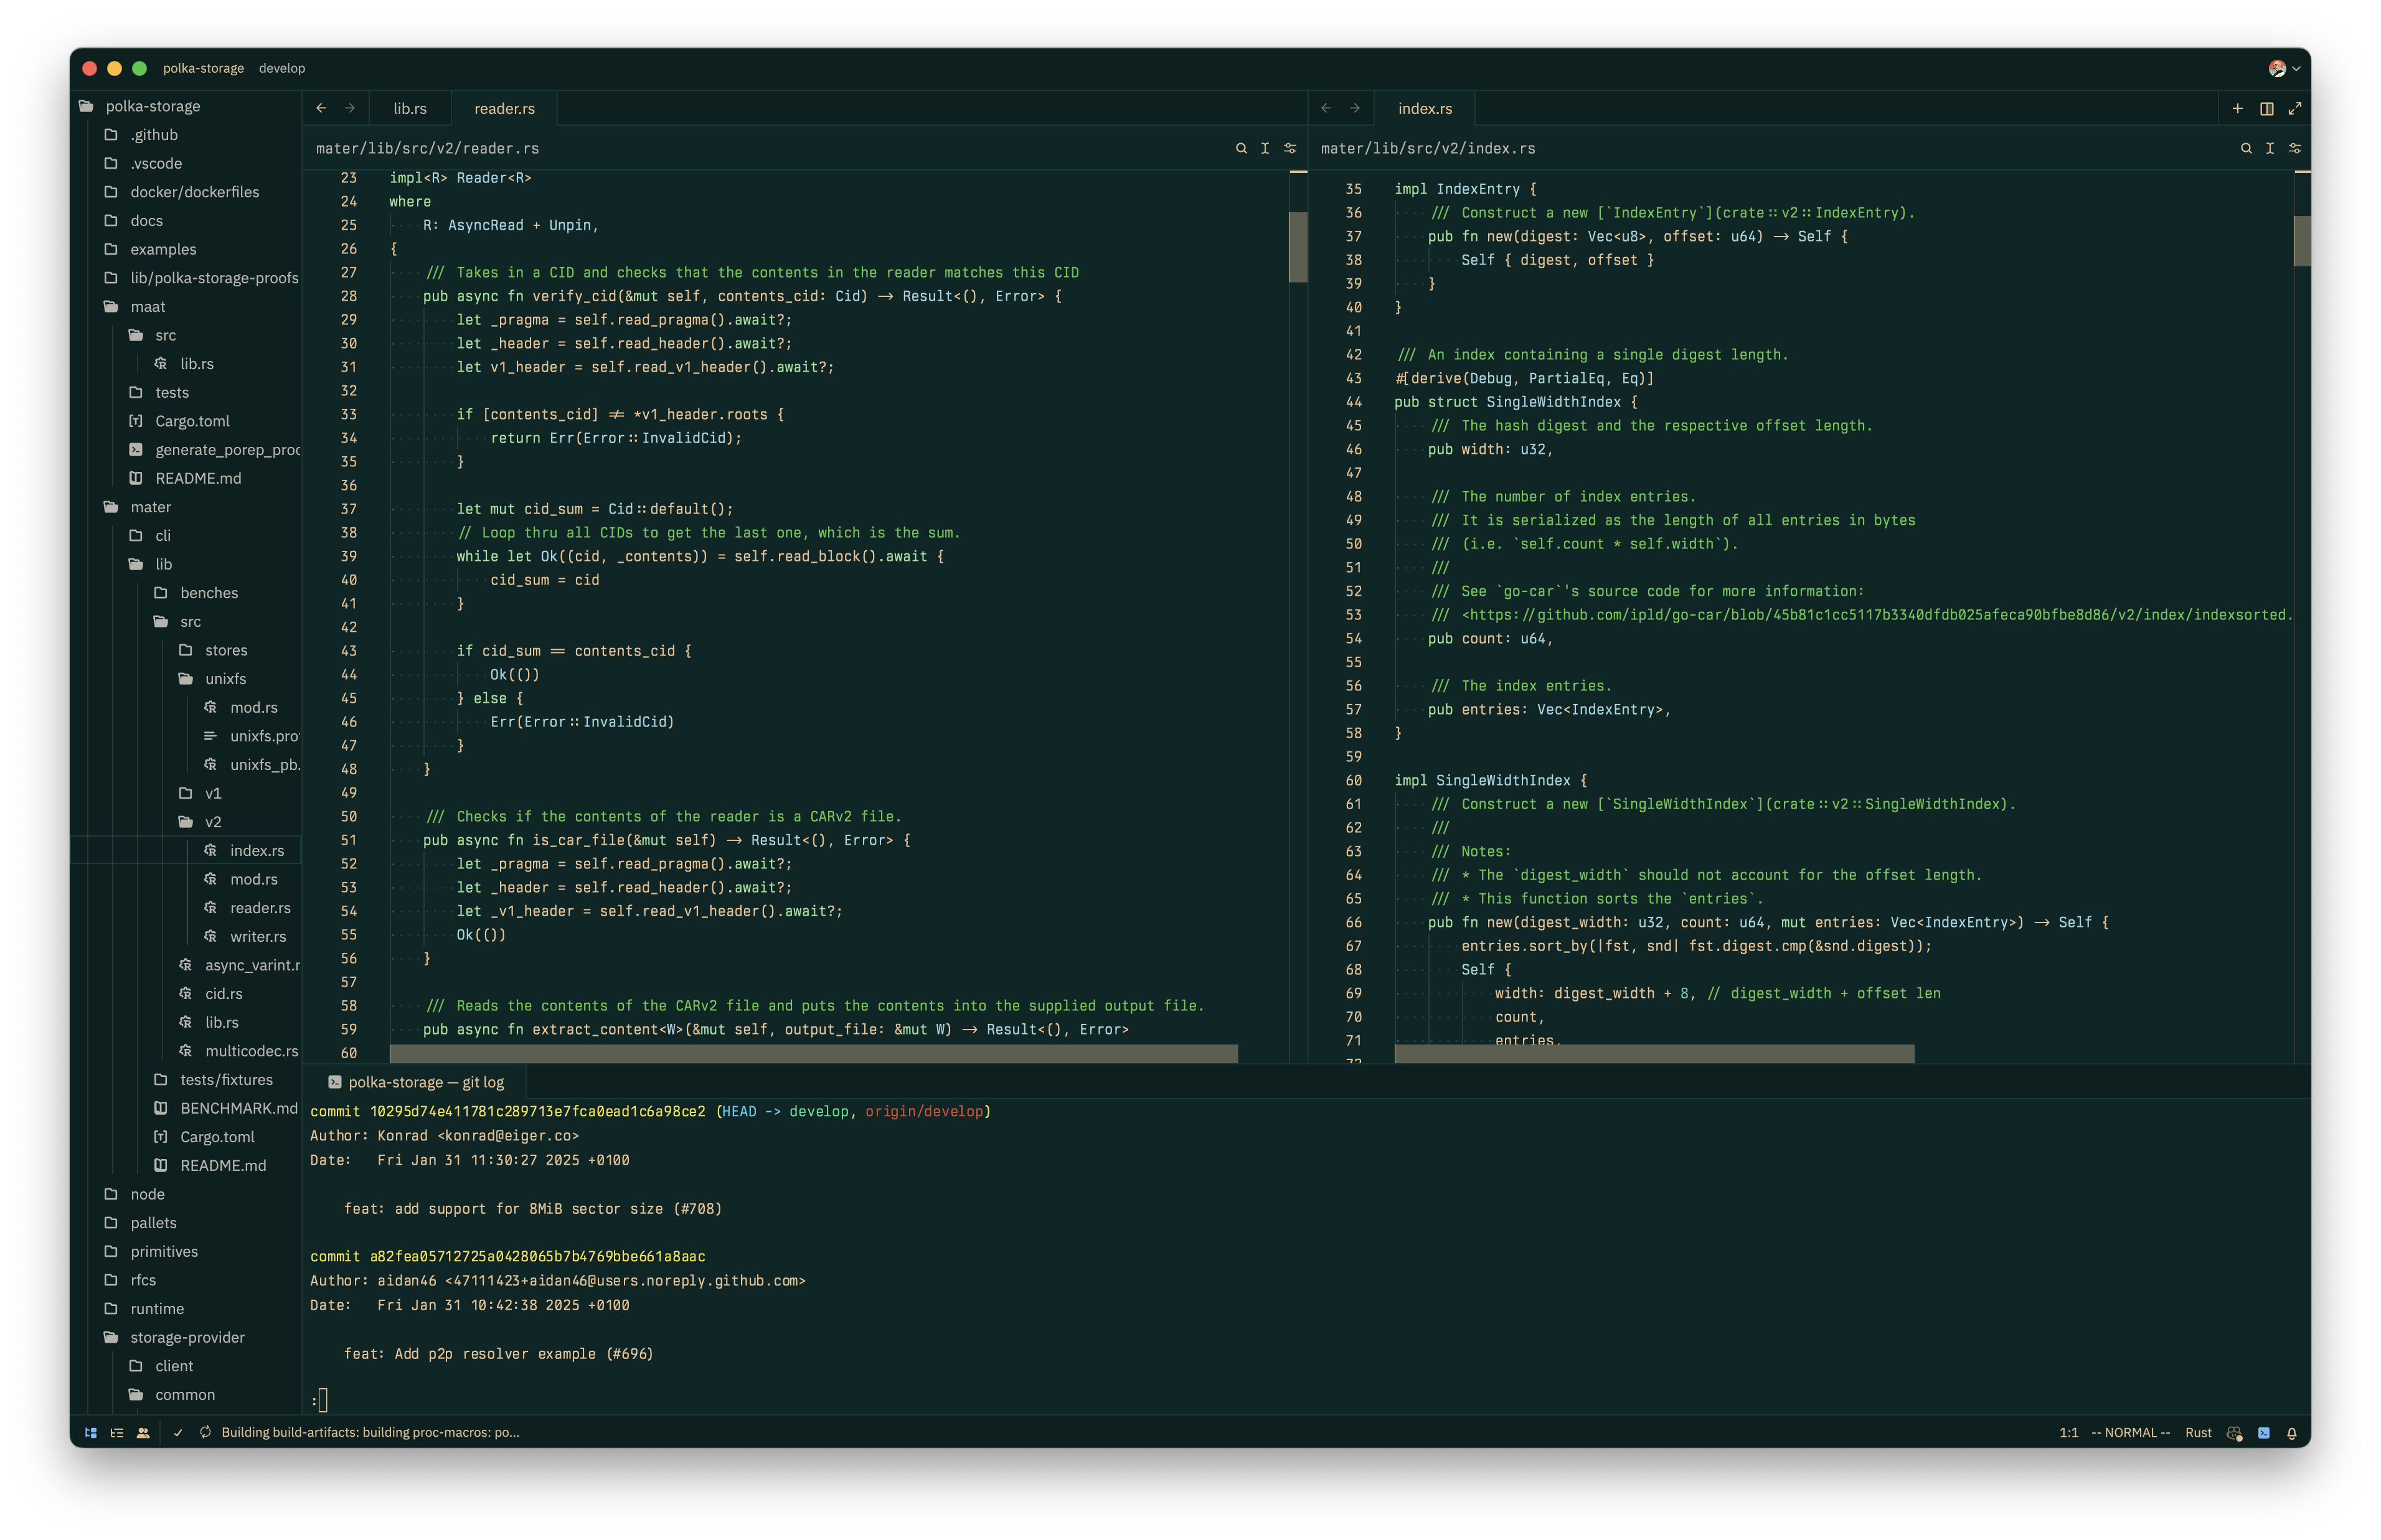 polka-storage develop
polka-storage
.github
.vscode
docker/dockerfiles
docs
examples
lib/polka-storage-proofs
maat
src
lib.rs
tests
Cargo.toml
generate_porep_proo
README.md
mater
cli
lib
benches
src
stores
unixfs
mod.rs
unixfs.pro
unixfs_pb.
v1
v2
index.rs
mod.rs
reader.rs
writer.rs
async_varint.r
cid.rs
lib.rs
multicodec.rs
tests/fixtures
BENCHMARK.md
Cargo.toml
README.md
node
pallets
primitives
rfcs
runtime
storage-provider
client
common
lib.rs reader.rs
mater/lib/src/v2/reader.rs
23 impl<R> Reader<R>
24 where
25     R: AsyncRead + Unpin,
26 {
27     /// Takes in a CID and checks that the contents in the reader matches this CID
28     pub async fn verify_cid(&mut self, contents_cid: Cid) -> Result<(), Error> {
29         let _pragma = self.read_pragma().await?;
30         let _header = self.read_header().await?;
31         let v1_header = self.read_v1_header().await?;
32
33         if [contents_cid] != *v1_header.roots {
34             return Err(Error::InvalidCid);
35         }
36
37         let mut cid_sum = Cid::default();
38         // Loop thru all CIDs to get the last one, which is the sum.
39         while let Ok((cid, _contents)) = self.read_block().await {
40             cid_sum = cid
41         }
42
43         if cid_sum == contents_cid {
44             Ok(())
45         } else {
46             Err(Error::InvalidCid)
47         }
48     }
49
50     /// Checks if the contents of the reader is a CARv2 file.
51     pub async fn is_car_file(&mut self) -> Result<(), Error> {
52         let _pragma = self.read_pragma().await?;
53         let _header = self.read_header().await?;
54         let _v1_header = self.read_v1_header().await?;
55         Ok(())
56     }
57
58     /// Reads the contents of the CARv2 file and puts the contents into the supplied output file.
59     pub async fn extract_content<W>(&mut self, output_file: &mut W) -> Result<(), Error>
60
index.rs
mater/lib/src/v2/index.rs
35 impl IndexEntry {
36     /// Construct a new [`IndexEntry`](crate::v2::IndexEntry).
37     pub fn new(digest: Vec<u8>, offset: u64) -> Self {
38         Self { digest, offset }
39     }
40 }
41
42 /// An index containing a single digest length.
43 #[derive(Debug, PartialEq, Eq)]
44 pub struct SingleWidthIndex {
45     /// The hash digest and the respective offset length.
46     pub width: u32,
47
48     /// The number of index entries.
49     /// It is serialized as the length of all entries in bytes
50     /// (i.e. `self.count * self.width`).
51     ///
52     /// See `go-car`'s source code for more information:
53     /// <https://github.com/ipld/go-car/blob/45b81c1cc5117b3340dfdb025afeca90bfbe8d86/v2/index/indexsorted.
54     pub count: u64,
55
56     /// The index entries.
57     pub entries: Vec<IndexEntry>,
58 }
59
60 impl SingleWidthIndex {
61     /// Construct a new [`SingleWidthIndex`](crate::v2::SingleWidthIndex).
62     ///
63     /// Notes:
64     /// * The `digest_width` should not account for the offset length.
65     /// * This function sorts the `entries`.
66     pub fn new(digest_width: u32, count: u64, mut entries: Vec<IndexEntry>) -> Self {
67         entries.sort_by(|fst, snd| fst.digest.cmp(&snd.digest));
68         Self {
69             width: digest_width + 8, // digest_width + offset len
70             count,
71             entries,
72
polka-storage — git log
commit 10295d74e411781c289713e7fca0ead1c6a98ce2 (HEAD -> develop, origin/develop)
Author: Konrad <konrad@eiger.co>
Date:   Fri Jan 31 11:30:27 2025 +0100
    feat: add support for 8MiB sector size (#708)
commit a82fea05712725a0428065b7b4769bbe661a8aac
Author: aidan46 <47111423+aidan46@users.noreply.github.com>
Date:   Fri Jan 31 10:42:38 2025 +0100
    feat: Add p2p resolver example (#696)
:
Building build-artifacts: building proc-macros: po...
1:1 -- NORMAL -- Rust